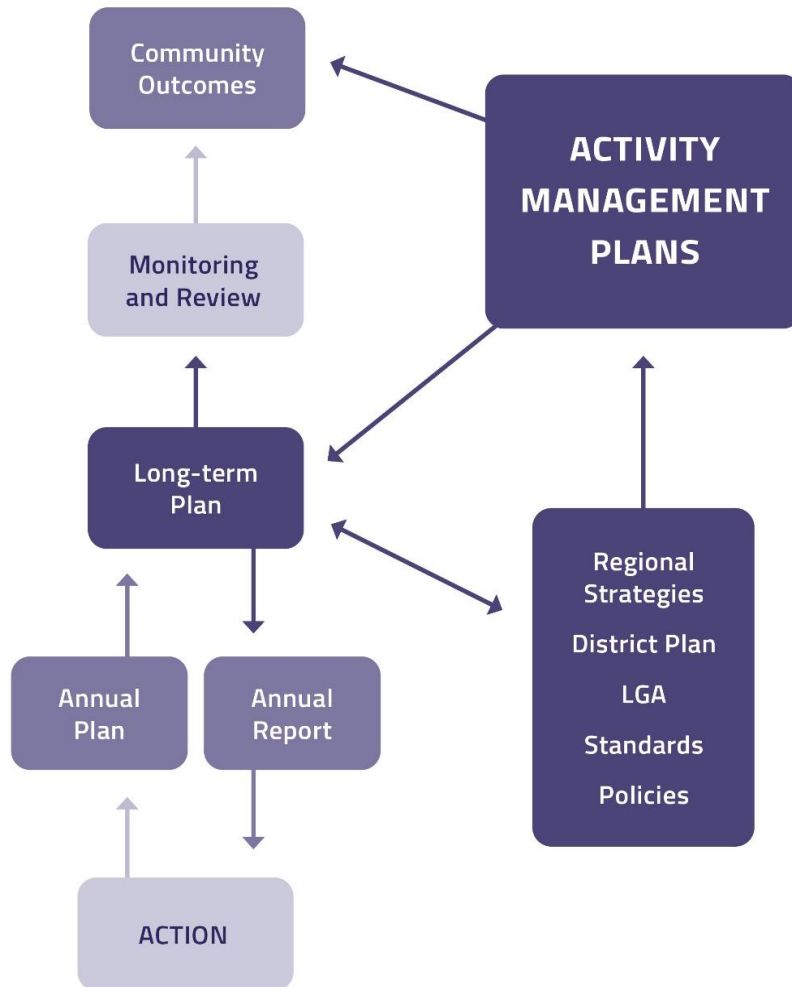 Community
Outcomes
ACTIVITY
MANAGEMENT
PLANS
Monitoring
and Review
Long-term
Plan
Regional
Strategies
District Plan
LGA
Standards
Policies
Annual
Plan
Annual
Report
ACTION